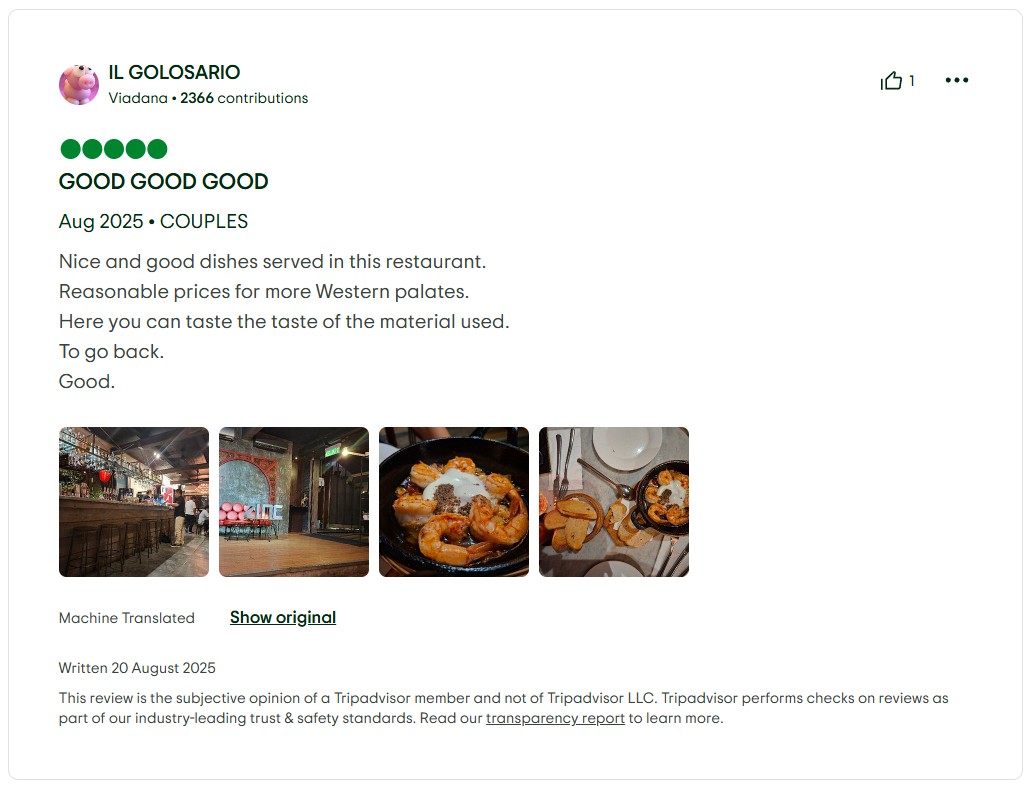 IL GOLOSARIO
Viadana • 2366 contributions
1
GOOD GOOD GOOD
Aug 2025 • COUPLES
Nice and good dishes served in this restaurant.
Reasonable prices for more Western palates.
Here you can taste the taste of the material used.
To go back.
Good.
Machine Translated Show original
Written 20 August 2025
This review is the subjective opinion of a Tripadvisor member and not of Tripadvisor LLC. Tripadvisor performs checks on reviews as
part of our industry-leading trust & safety standards. Read our transparency report to learn more.